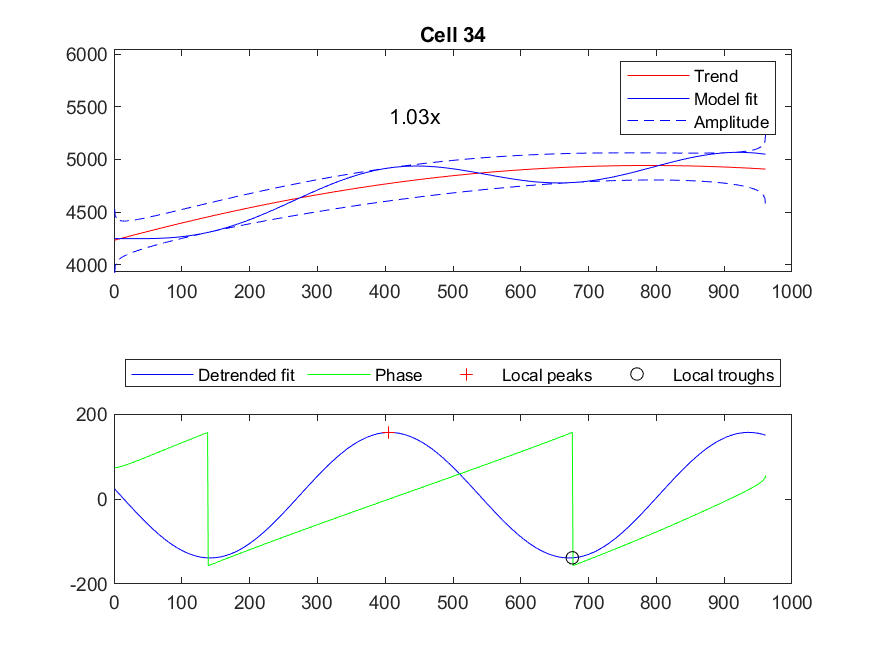 Cell 34
6000
5500
5000
4500
4000
Trend
Model fit
Amplitude
1.03x
0 100 200 300 400 500 600 700 800 900 1000
Detrended fit Phase Local peaks Local troughs
200
0
-200
0 100 200 300 400 500 600 700 800 900 1000